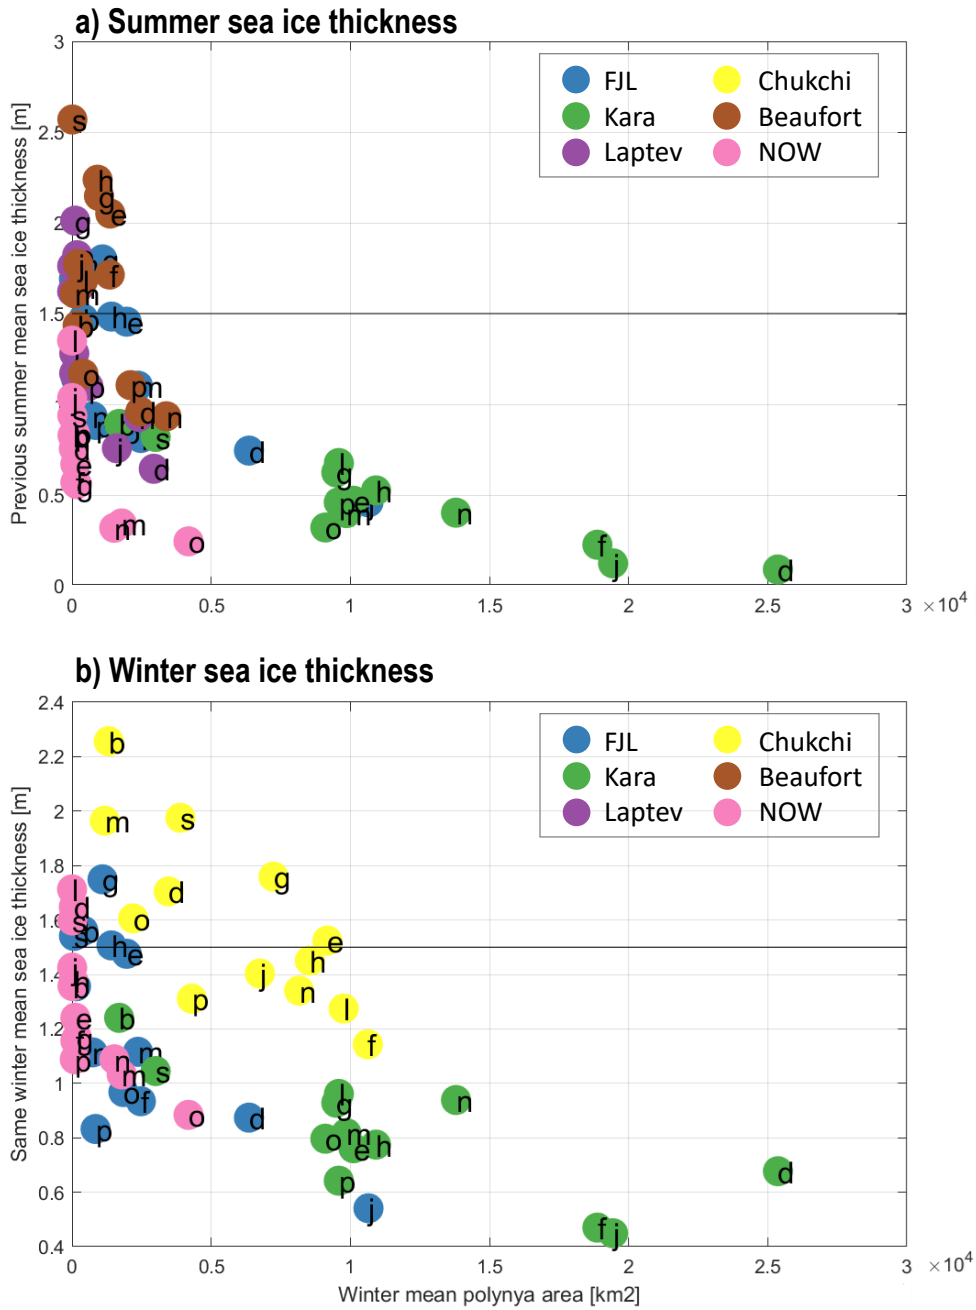 a) Summer sea ice thickness
Previous summer mean sea ice thickness [m]
3
2.5
2
1.5
1
0.5
0
FJL
Kara
Laptev
Chukchi
Beaufort
NOW
s
h
g
e
g
g
j
f
m
h
e
b
l
o
p
p
m
d
n
b
s
j
d
j
s
e
g
m
n
o
d
l
g
h
p
e
m
o
n
f
j
d
0
0.5
1
1.5
2
2.5
3
×10⁴
b) Winter sea ice thickness
Same winter mean sea ice thickness [m]
2.4
2.2
2
1.8
1.6
1.4
1.2
1
0.8
0.6
0.4
FJL
Kara
Laptev
Chukchi
Beaufort
NOW
b
m
s
g
d
o
e
h
j
n
p
l
f
l
d
s
g
b
s
h
e
j
b
e
b
g
p
n
m
m
s
o
f
o
d
p
l
g
n
o
m
e
h
p
j
d
f
j
0
0.5
1
1.5
2
2.5
3
×10⁴
Winter mean polynya area [km2]